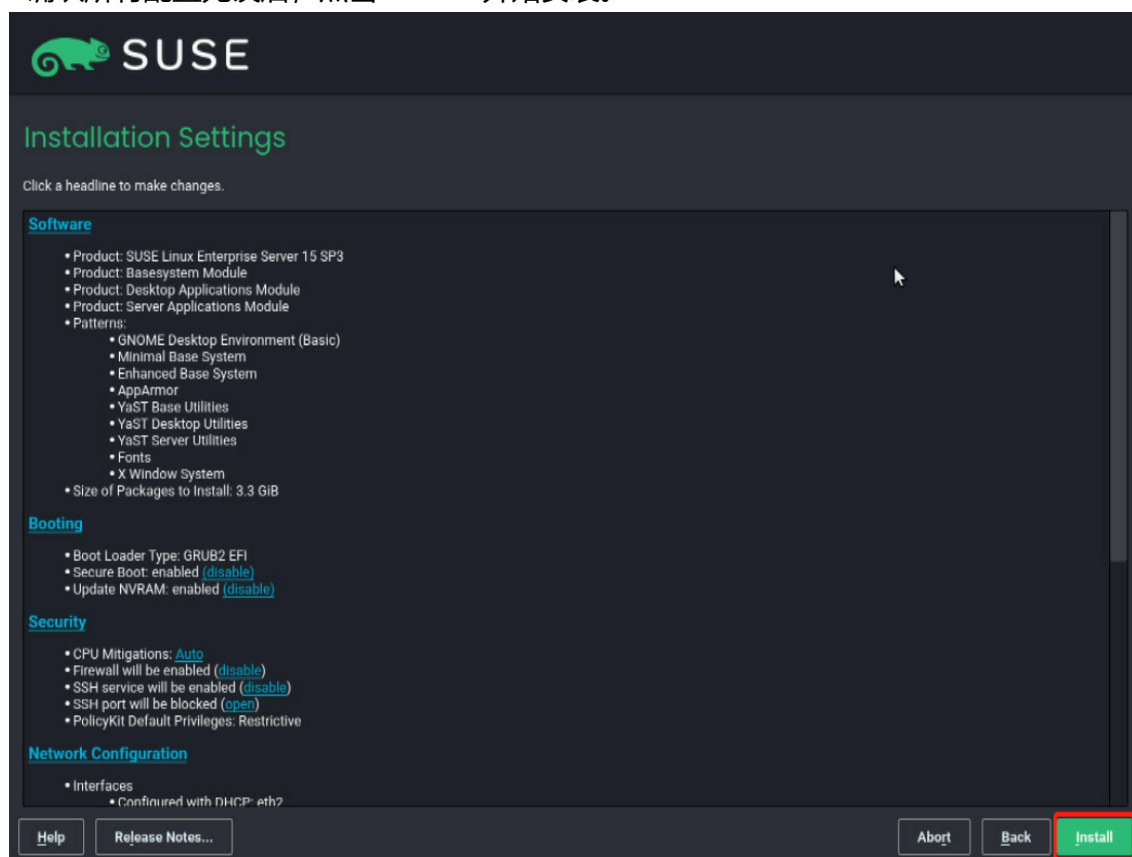 SUSE
Installation Settings
Click a headline to make changes.
Software
• Product: SUSE Linux Enterprise Server 15 SP3
• Product: Basesystem Module
• Product: Desktop Applications Module
• Product: Server Applications Module
• Patterns:
• GNOME Desktop Environment (Basic)
• Minimal Base System
• Enhanced Base System
• AppArmor
• YaST Base Utilities
• YaST Desktop Utilities
• YaST Server Utilities
• Fonts
• X Window System
• Size of Packages to Install: 3.3 GiB
Booting
• Boot Loader Type: GRUB2 EFI
• Secure Boot: enabled (disable)
• Update NVRAM: enabled (disable)
Security
• CPU Mitigations: Auto
• Firewall will be enabled (disable)
• SSH service will be enabled (disable)
• SSH port will be blocked (open)
• PolicyKit Default Privileges: Restrictive
Network Configuration
• Interfaces
• Configured with DHCP: eth2
Help Release Notes... Abort Back Install